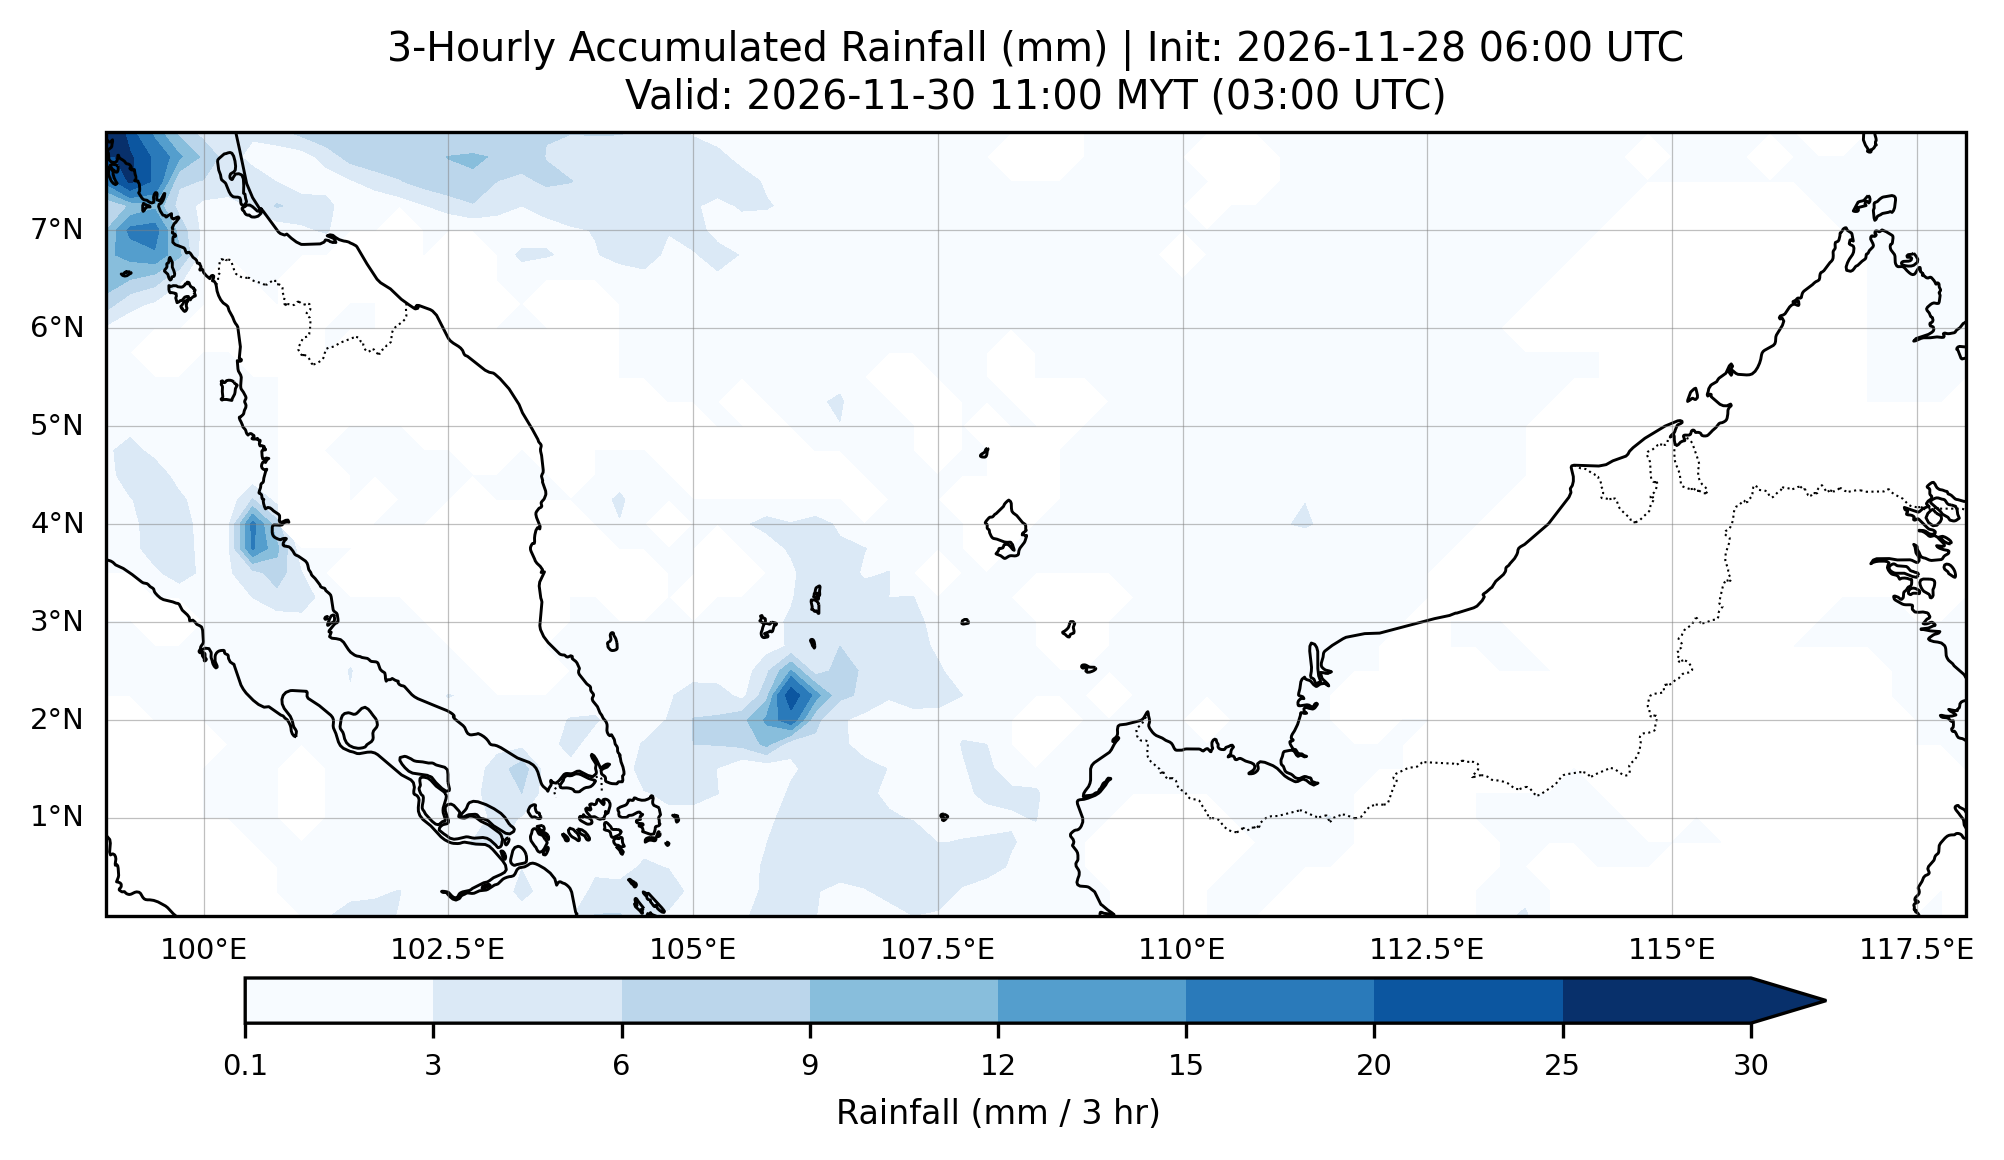 3-Hourly Accumulated Rainfall (mm) | Init: 2026-11-28 06:00 UTC
Valid: 2026-11-30 11:00 MYT (03:00 UTC)
7°N
6°N
5°N
4°N
3°N
2°N
1°N
100°E 102.5°E 105°E 107.5°E 110°E 112.5°E 115°E 117.5°E
0.1 3 6 9 12 15 20 25 30
Rainfall (mm / 3 hr)